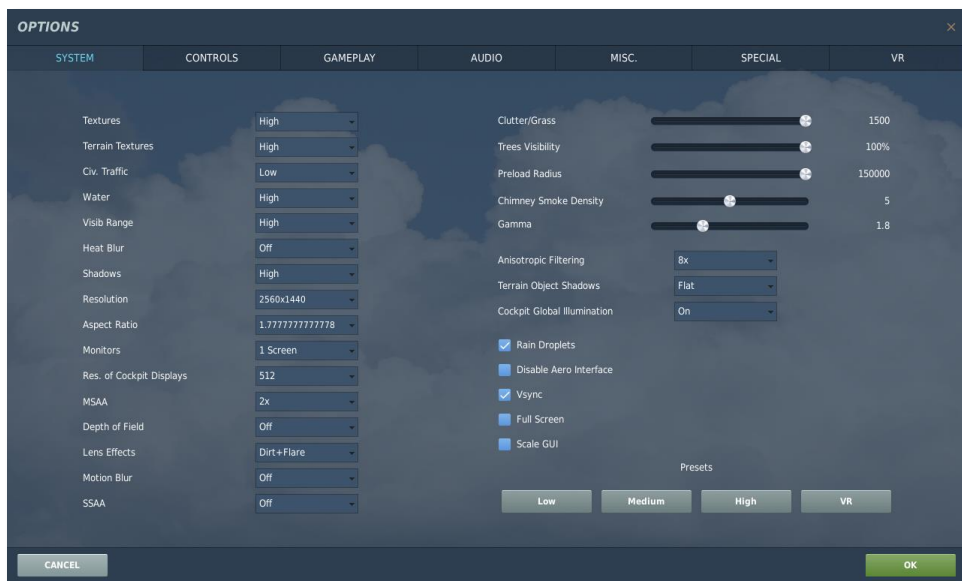 OPTIONS
SYSTEM CONTROLS GAMEPLAY AUDIO MISC. SPECIAL VR
Textures High
Terrain Textures High
Civ. Traffic Low
Water High
Visib Range High
Heat Blur Off
Shadows High
Resolution 2560x1440
Aspect Ratio 1.7777777777778
Monitors 1 Screen
Res. of Cockpit Displays 512
MSAA 2x
Depth of Field Off
Lens Effects Dirt+Flare
Motion Blur Off
SSAA Off
Clutter/Grass 1500
Trees Visibility 100%
Preload Radius 150000
Chimney Smoke Density 5
Gamma 1.8
Anisotropic Filtering 8x
Terrain Object Shadows Flat
Cockpit Global Illumination On
Rain Droplets
Disable Aero Interface
Vsync
Full Screen
Scale GUI
Presets
Low Medium High VR
CANCEL OK